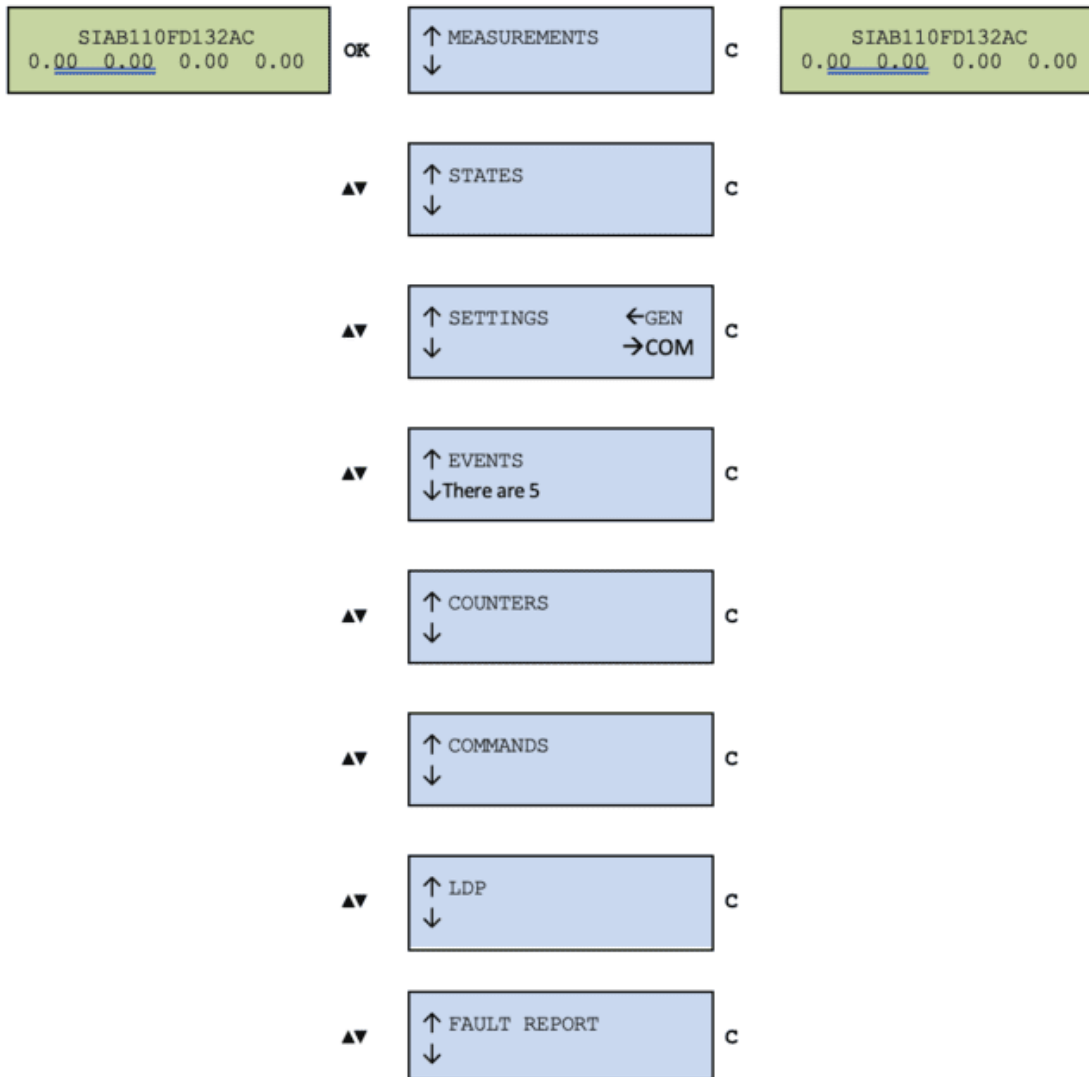 SIAB110FD132AC
0.00 0.00 0.00 0.00
OK
↑ MEASUREMENTS
↓
C
SIAB110FD132AC
0.00 0.00 0.00 0.00
▲▼
↑ STATES
↓
C
▲▼
↑ SETTINGS ←GEN
↓ →COM
C
▲▼
↑ EVENTS
↓There are 5
C
▲▼
↑ COUNTERS
↓
C
▲▼
↑ COMMANDS
↓
C
▲▼
↑ LDP
↓
C
▲▼
↑ FAULT REPORT
↓
C